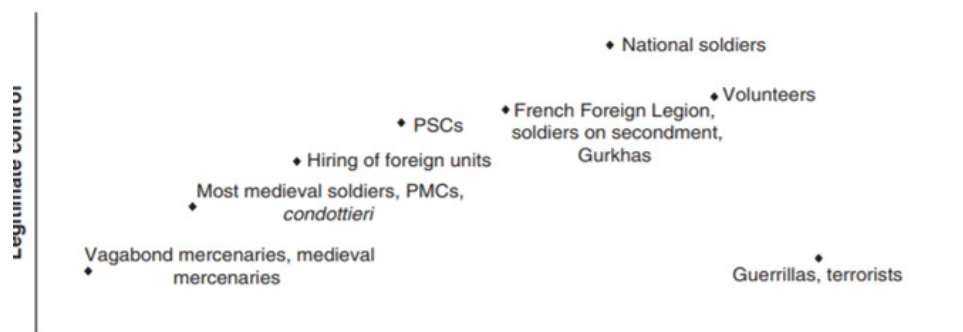 National soldiers
Volunteers
French Foreign Legion,
soldiers on secondment,
Gurkhas
PSCs
Hiring of foreign units
Most medieval soldiers, PMCs,
condottieri
Vagabond mercenaries, medieval
mercenaries
Guerrillas, terrorists